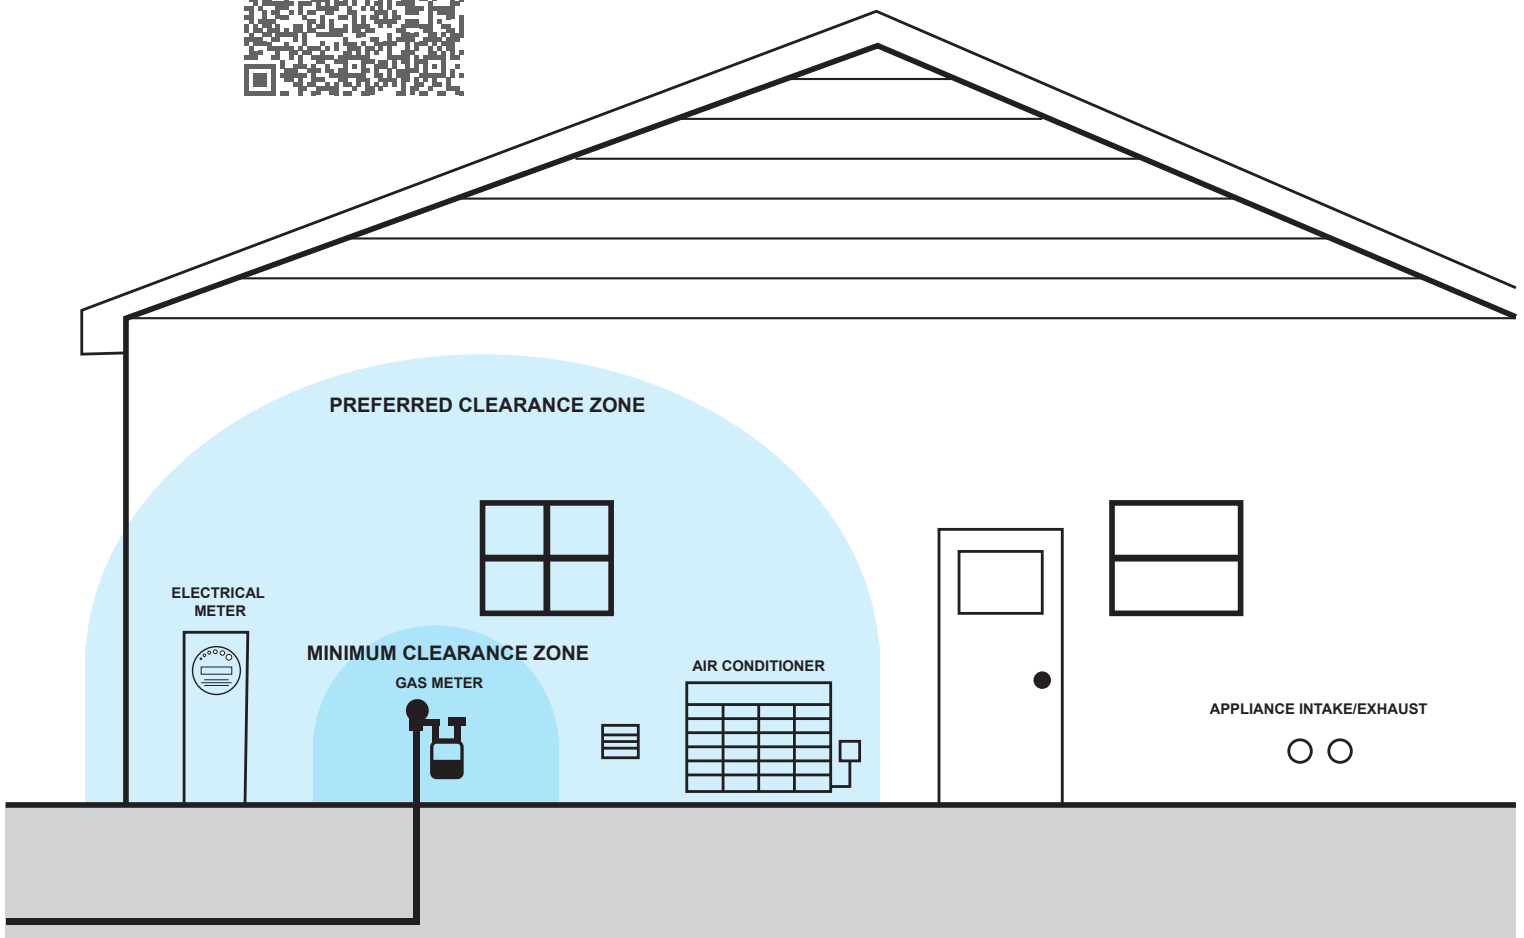 PREFERRED CLEARANCE ZONE
ELECTRICAL
METER
MINIMUM CLEARANCE ZONE
GAS METER
AIR CONDITIONER
APPLIANCE INTAKE/EXHAUST